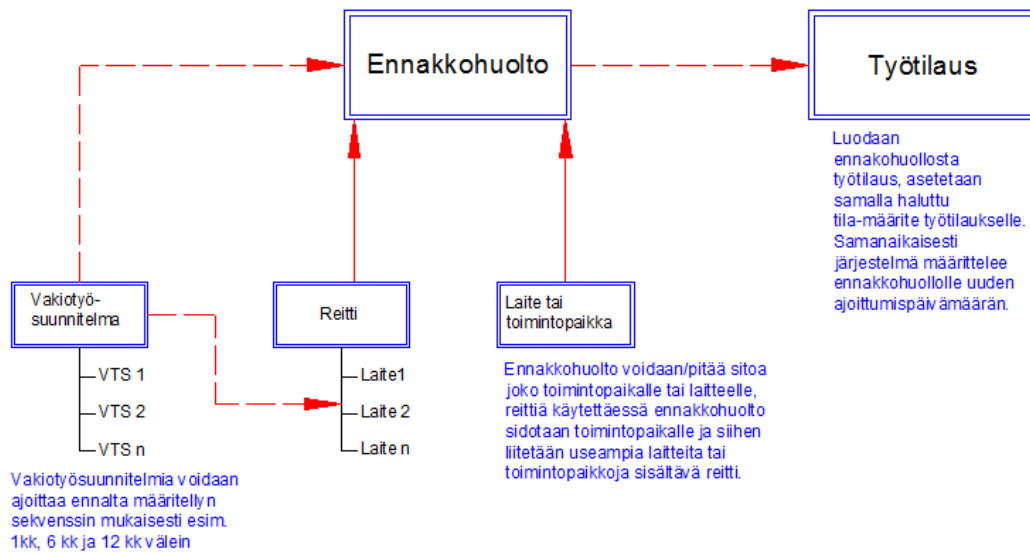 Ennakkohuolto
Työtilaus
Luodaan
ennakohuollosta
työtilaus, asetetaan
samalla haluttu
tila-määrite työtilaukselle.
Samanaikaisesti
järjestelmä määrittelee
ennakkohuollolle uuden
ajoittumispäivämäärän.
Vakiotyö-
suunnitelma
VTS 1
VTS 2
VTS n
Vakiotyösuunnitelmia voidaan
ajoittaa ennalta määritellyn
sekvenssin mukaisesti esim.
1kk, 6 kk ja 12 kk välein
Reitti
Laite1
Laite 2
Laite n
Laite tai
toimintopaikka
Ennakkohuolto voidaan/pitää sitoa
joko toimintopaikalle tai laitteelle,
reittiä käytettäessä ennakkohuolto
sidotaan toimintopaikalle ja siihen
liitetään useampia laitteita tai
toimintopaikkoja sisältävä reitti.